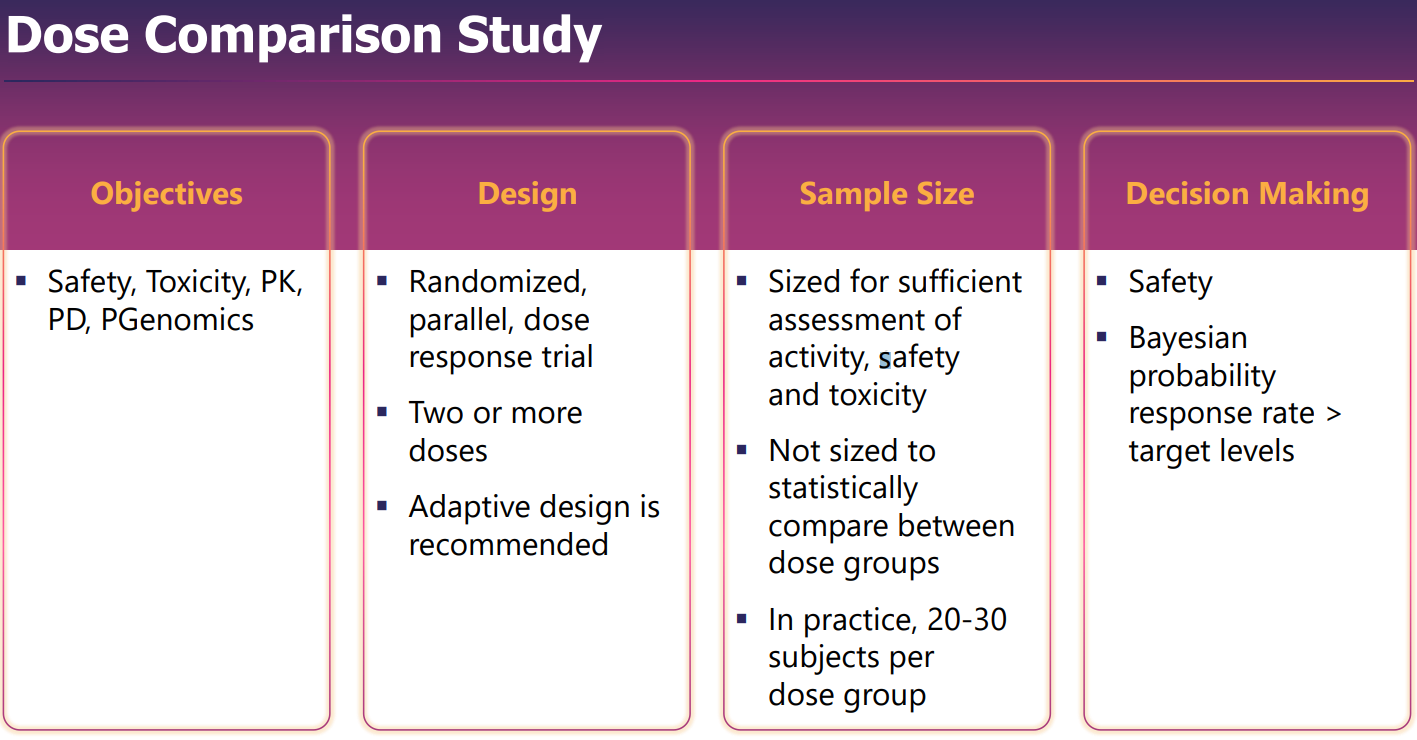 Dose Comparison Study
Objectives
▪ Safety, Toxicity, PK,
PD, PGenomics
Design
▪ Randomized,
parallel, dose
response trial
▪ Two or more
doses
▪ Adaptive design is
recommended
Sample Size
▪ Sized for sufficient
assessment of
activity, safety
and toxicity
▪ Not sized to
statistically
compare between
dose groups
▪ In practice, 20-30
subjects per
dose group
Decision Making
▪ Safety
▪ Bayesian
probability
response rate >
target levels